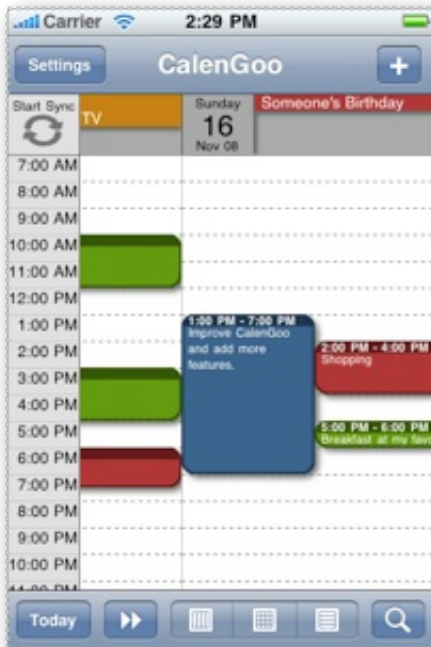 Carrier 2:29 PM
Settings CalenGoo +
Start Sync
TV
Sunday
16
Nov 08
Someone's Birthday
7:00 AM
8:00 AM
9:00 AM
10:00 AM
11:00 AM
12:00 PM
1:00 PM
2:00 PM
3:00 PM
4:00 PM
5:00 PM
6:00 PM
7:00 PM
8:00 PM
9:00 PM
10:00 PM
1:00 PM - 7:00 PM
Improve CalenGoo
and add more
features.
2:00 PM - 4:00 PM
Shopping
5:00 PM - 6:00 PM
Breakfast at my favo
Today